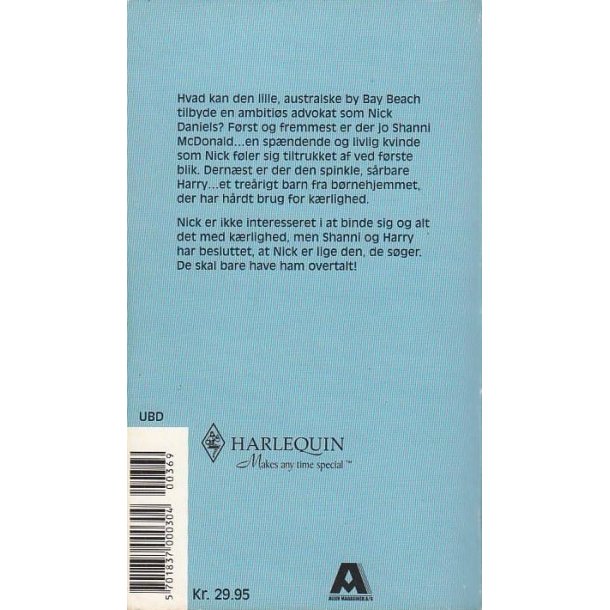 Hvad kan den lille, australske by Bay Beach
tilbyde en ambitiøs advokat som Nick
Daniels? Først og fremmest er der jo Shanni
McDonald...en spændende og livlig kvinde
som Nick føler sig tiltrukket af ved første
blik. Dernæst er der den spinkle, sårbare
Harry...et treårigt barn fra børnehjemmet,
der har hårdt brug for kærlighed.
Nick er ikke interesseret i at binde sig og alt
det med kærlighed, men Shanni og Harry
har besluttet, at Nick er lige den, de søger.
De skal bare have ham overtalt!
UBD
HARLEQUIN
Makes any time special™
00369
5701837000304
Kr. 29.95
A
ALLER MAGASINER A/S